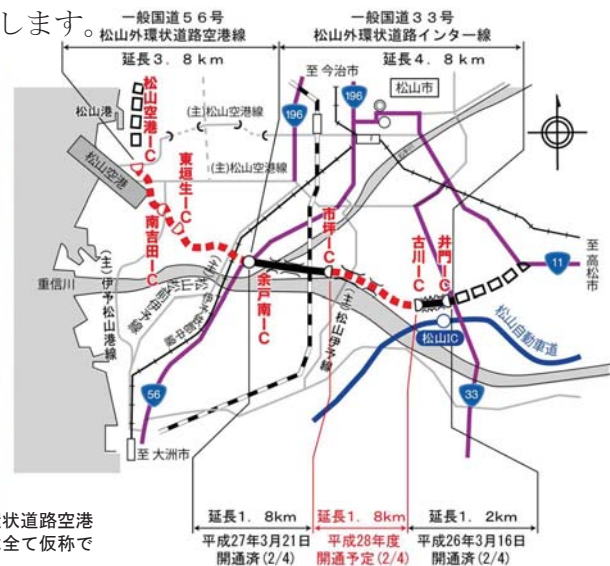 します。
一般国道56号
松山外環状道路空港線
一般国道33号
松山外環状道路インター線
延長3.8km
延長4.8km
至 今治市
松山市
196
196
松山港
松山空港IC
(主)松山空港線
(主)松山空港線
松山空港
東垣生IC
南吉田IC
市坪IC
古川IC
井門IC
至 高松市
11
重信川
(主)伊予松山港線
余戸南IC
(主)松山伊予線
松山IC
松山自動車道
56
33
至 大洲市
延長1.8km
延長1.8km
延長1.2km
平成27年3月21日
開通済(2/4)
平成28年度
開通予定(2/4)
平成26年3月16日
開通済(2/4)
状道路空港
全て仮称で